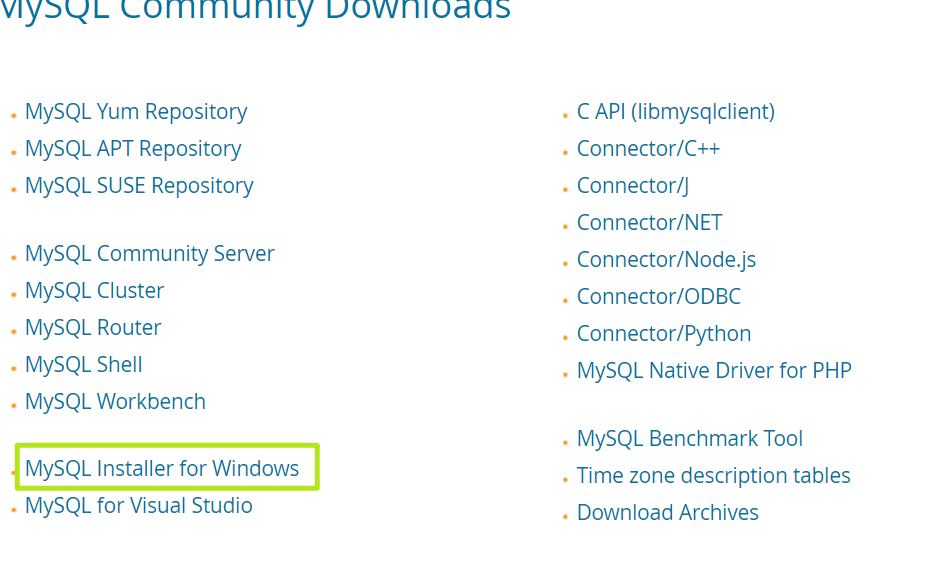 MySQL Community Downloads
MySQL Yum Repository
MySQL APT Repository
MySQL SUSE Repository
MySQL Community Server
MySQL Cluster
MySQL Router
MySQL Shell
MySQL Workbench
MySQL Installer for Windows
MySQL for Visual Studio
C API (libmysqlclient)
Connector/C++
Connector/J
Connector/NET
Connector/Node.js
Connector/ODBC
Connector/Python
MySQL Native Driver for PHP
MySQL Benchmark Tool
Time zone description tables
Download Archives